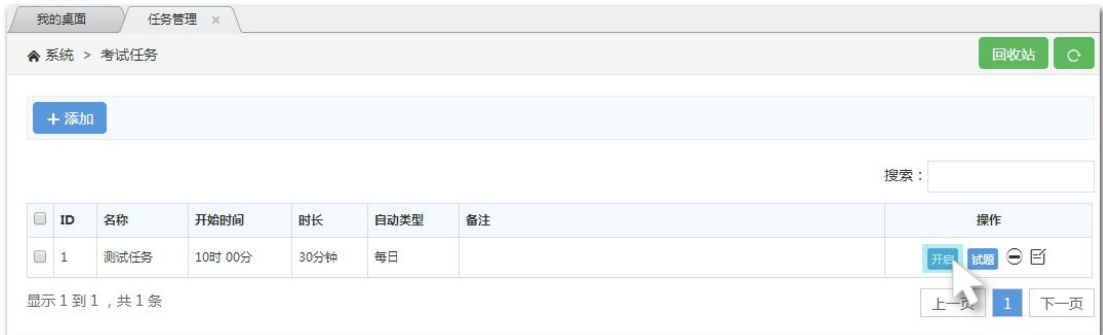 我的桌面 任务管理 ×
系统 > 考试任务 回收站
+ 添加
搜索：
ID 名称 开始时间 时长 自动类型 备注 操作
1 测试任务 10时 00分 30分钟 每日 开启 试题
显示 1 到 1 ，共 1 条 上一页 1 下一页